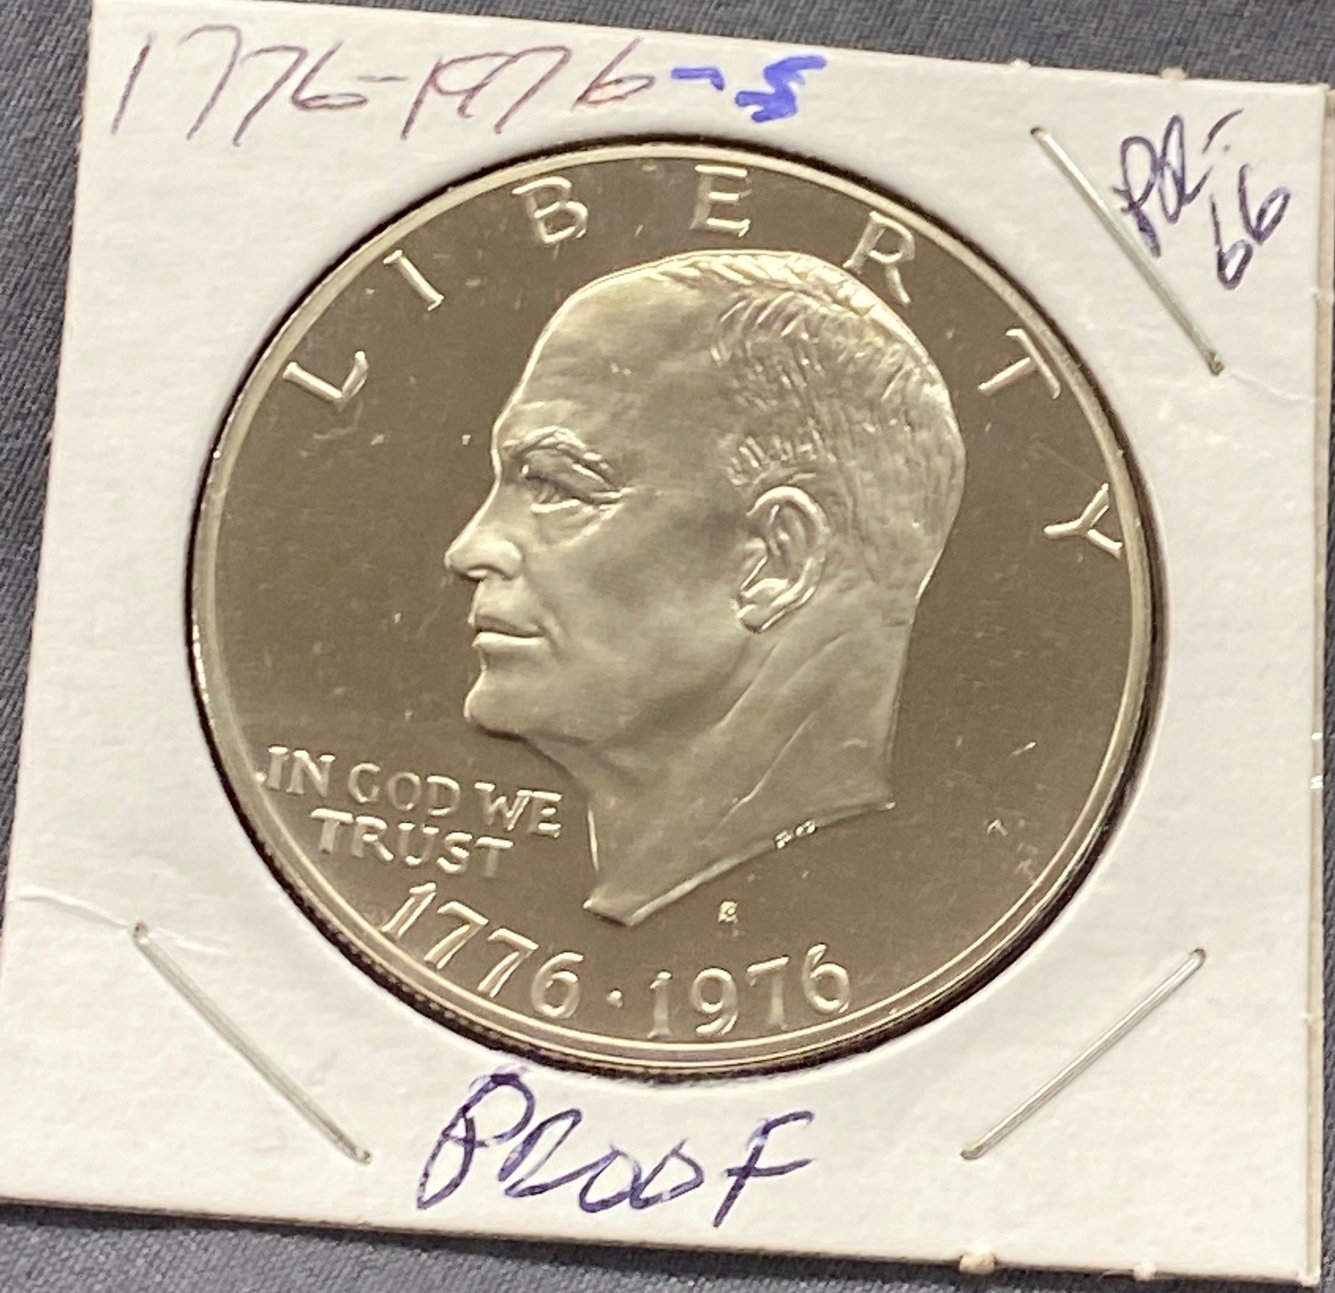 1776-1976-S
PR-
66
LIBERTY
IN GOD WE
TRUST
S
1776 · 1976
PROOF